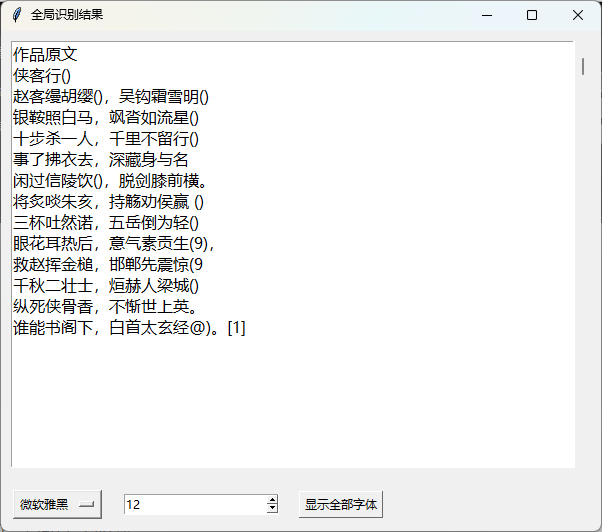 全局识别结果
作品原文
侠客行()
赵客缦胡缨()，吴钩霜雪明()
银鞍照白马，飒沓如流星()
十步杀一人，千里不留行()
事了拂衣去，深藏身与名
闲过信陵饮()，脱剑膝前横。
将炙啖朱亥，持觞劝侯嬴 ()
三杯吐然诺，五岳倒为轻()
眼花耳热后，意气素贡生(9)，
救赵挥金槌，邯郸先震惊(9
千秋二壮士，烜赫人梁城()
纵死侠骨香，不惭世上英。
谁能书阁下，白首太玄经@)。[1]
微软雅黑
12
显示全部字体